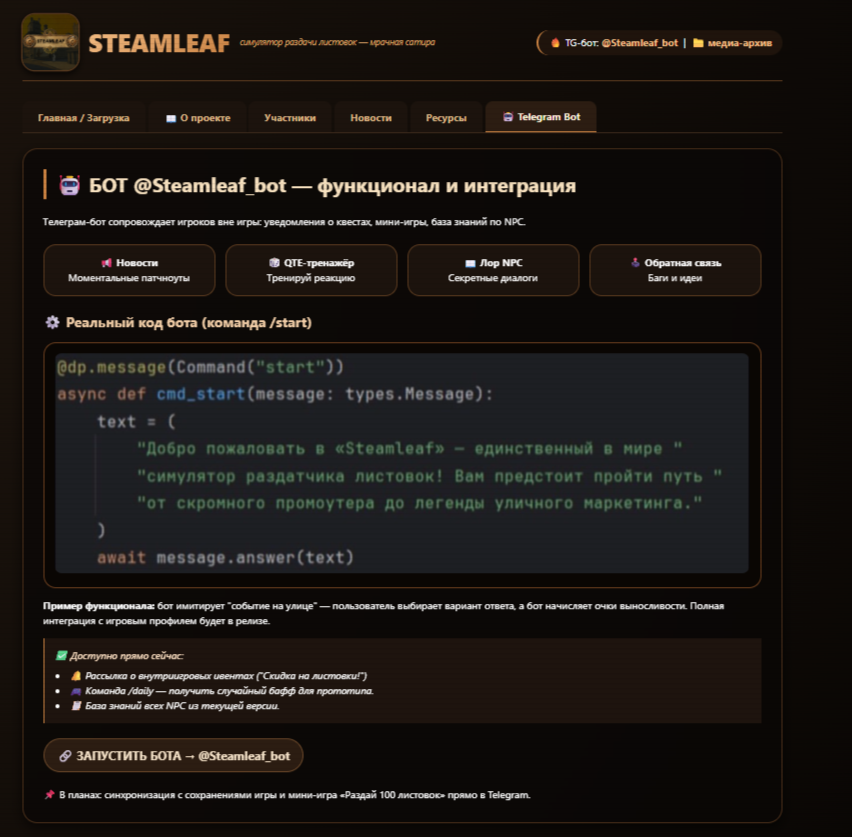 STEAMLEAF
STEAMLEAF симулятор раздачи листовок — мрачная сатира
🔥 TG-бот: @Steamleaf_bot | 📁 медиа-архив
Главная / Загрузка
📖 О проекте
Участники
Новости
Ресурсы
🤖 Telegram Bot
🤖 БОТ @Steamleaf_bot — функционал и интеграция
Телеграм-бот сопровождает игроков вне игры: уведомления о квестах, мини-игры, база знаний по NPC.
📢 Новости
Моментальные патчноуты
🎲 QTE-тренажёр
Тренируй реакцию
📖 Лор NPC
Секретные диалоги
🕹️ Обратная связь
Баги и идеи
⚙️ Реальный код бота (команда /start)
@dp.message(Command("start"))
async def cmd_start(message: types.Message):
text = (
"Добро пожаловать в «Steamleaf» — единственный в мире "
"симулятор раздатчика листовок! Вам предстоит пройти путь "
"от скромного промоутера до легенды уличного маркетинга."
)
await message.answer(text)
Пример функционала: бот имитирует "событие на улице" — пользователь выбирает вариант ответа, а бот начисляет очки выносливости. Полная
интеграция с игровым профилем будет в релизе.
✅ Доступно прямо сейчас:
• 🔔 Рассылка о внутриигровых ивентах ("Скидка на листовки!")
• 🎮 Команда /daily — получить случайный бафф для прототипа.
• 📜 База знаний всех NPC из текущей версии.
🔗 ЗАПУСТИТЬ БОТА → @Steamleaf_bot
📌 В планах: синхронизация с сохранениями игры и мини-игра «Раздай 100 листовок» прямо в Telegram.